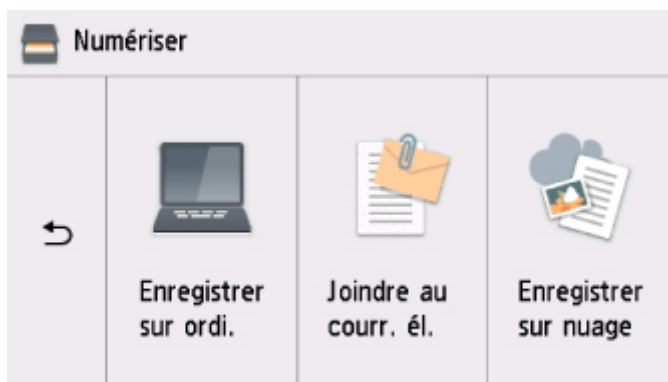 Numériser
Enregistrer
sur ordi.
Joindre au
courr. él.
Enregistrer
sur nuage